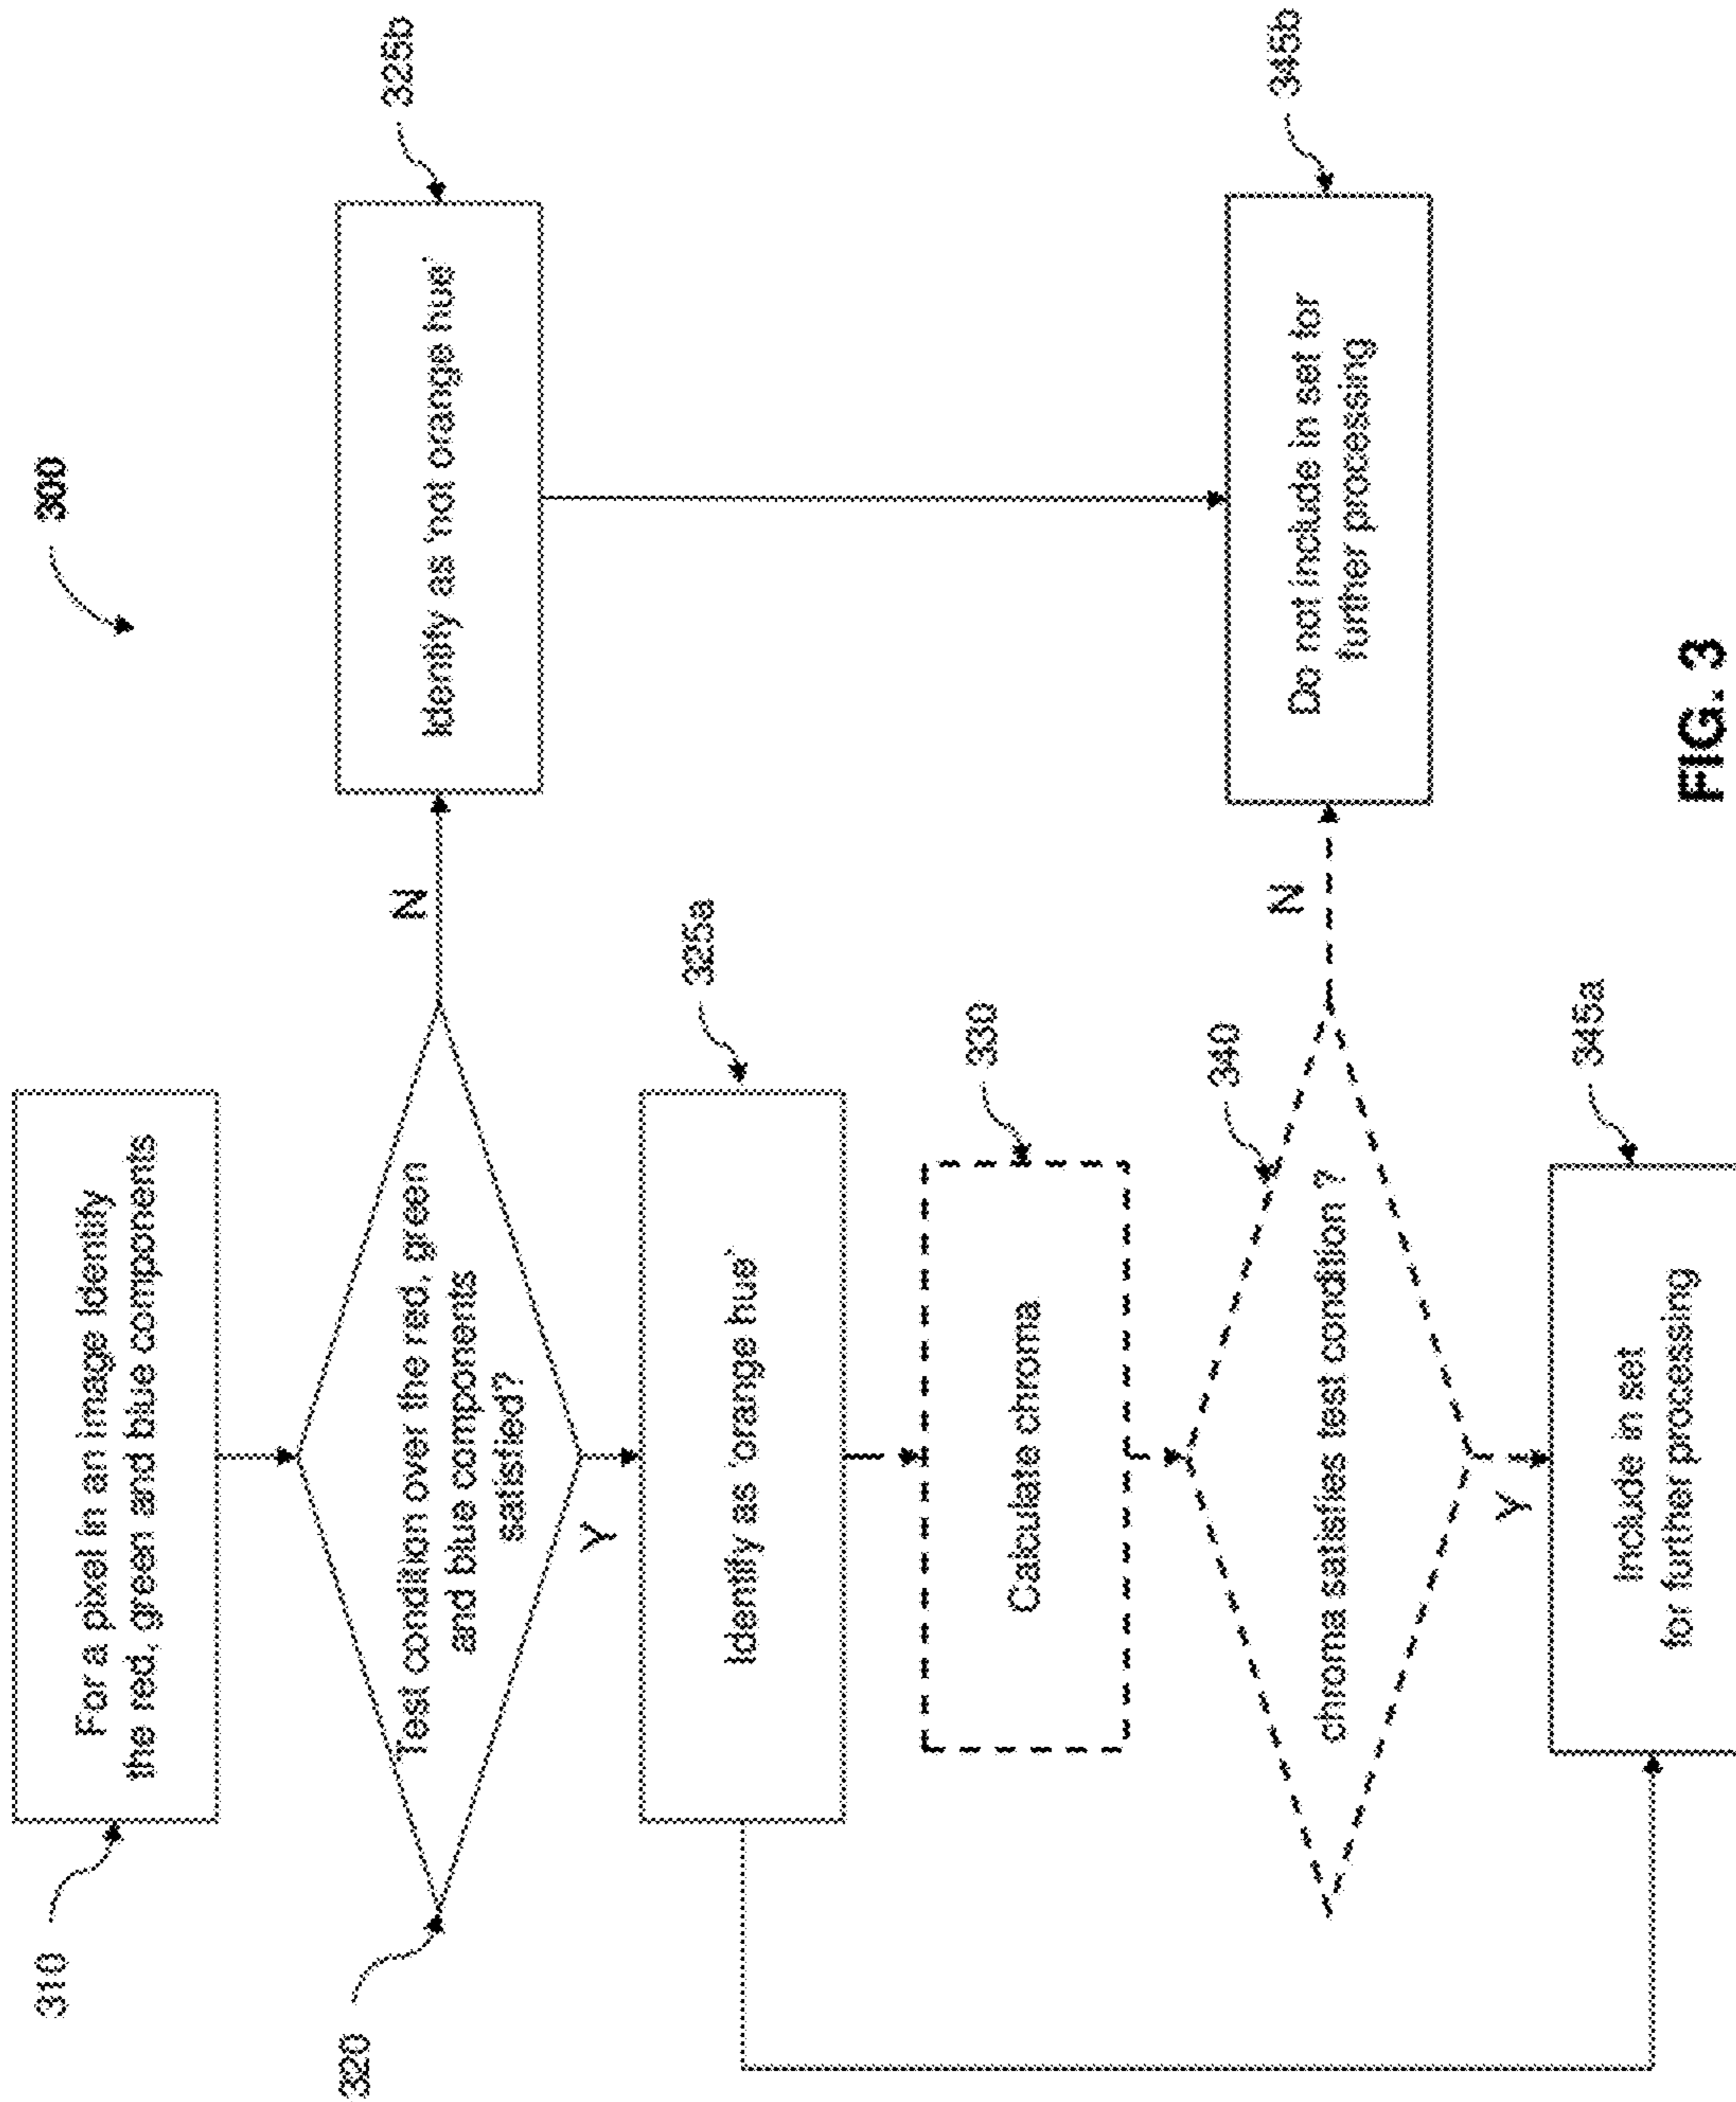 300
310
For a pixel in an image identify
the red, green and blue components
320
Test condition over the red, green
and blue components
satisfied?
N
325b
Identify as 'not orange hue'
Y
325a
Identify as 'orange hue'
330
Calculate chroma
340
chroma satisfies test condition ?
N
345b
Do not include in set for
further processing
Y
345a
Include in set
for further processing
FIG. 3